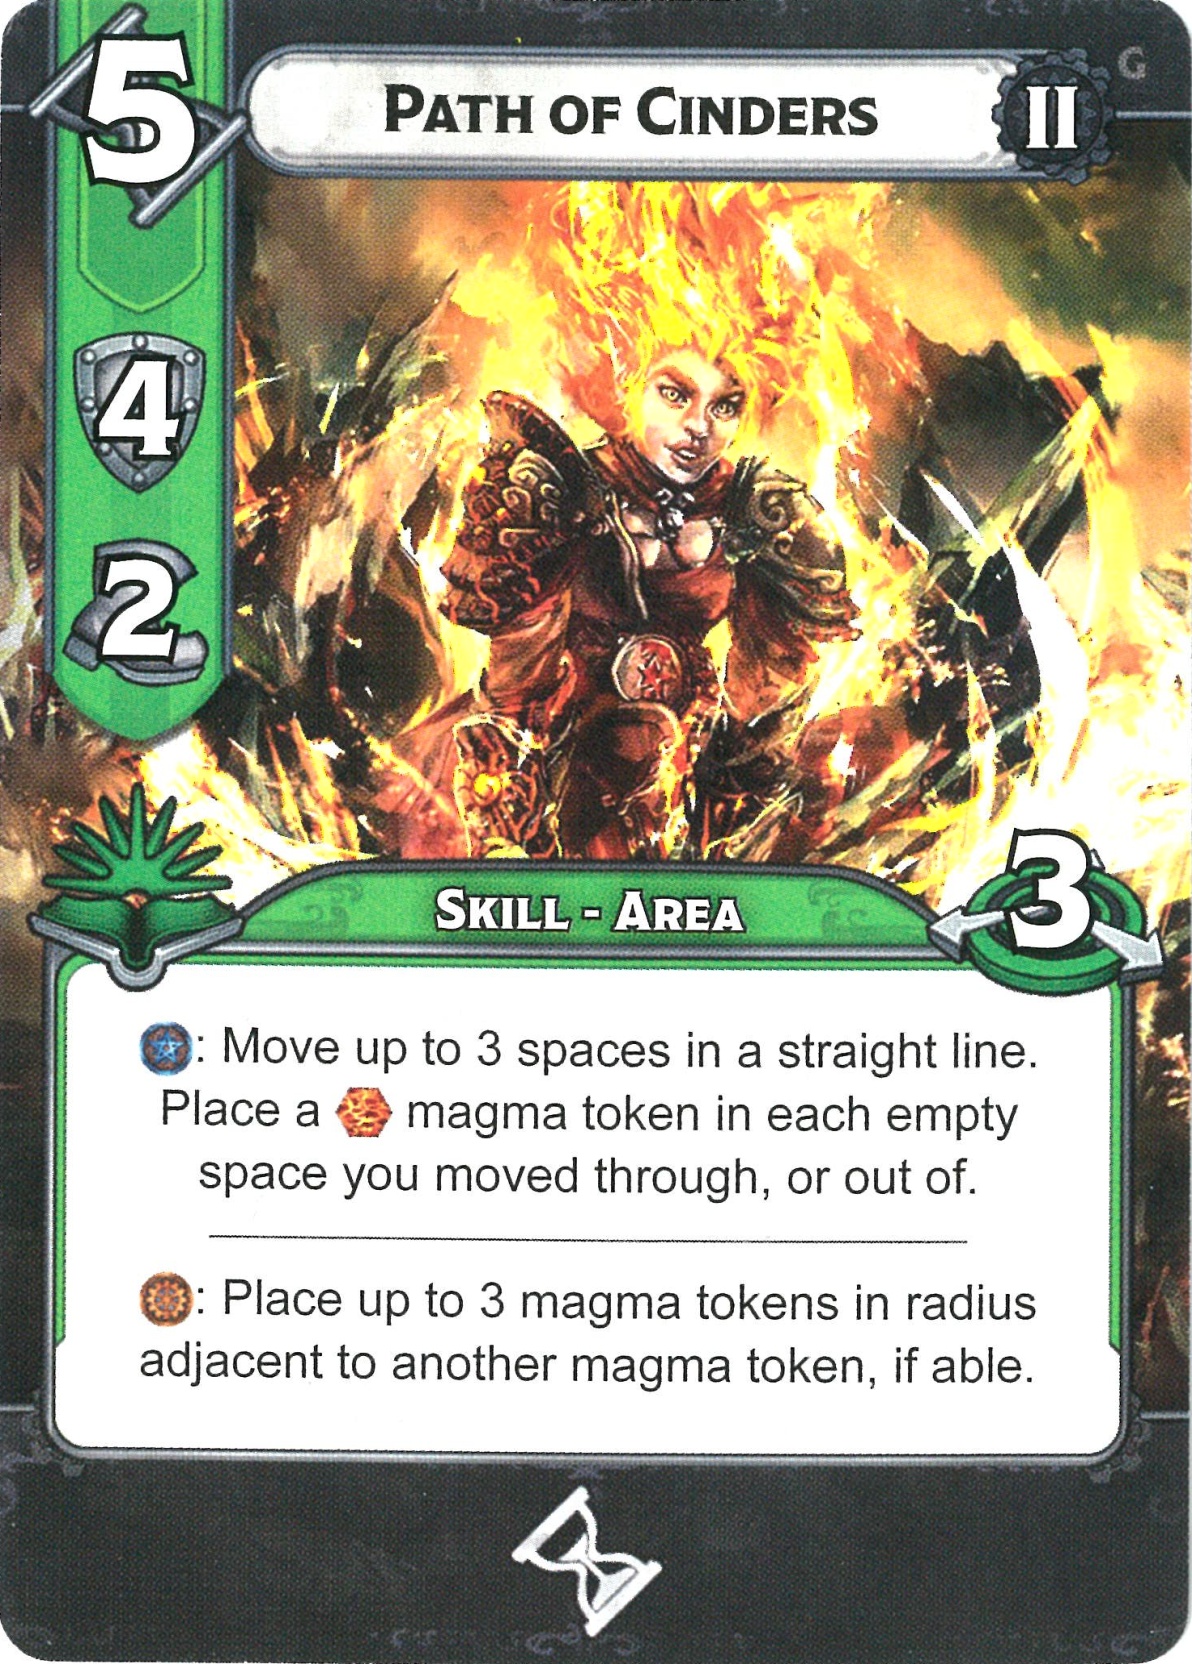 5
PATH OF CINDERS
II
G
4
2
SKILL - AREA
3
: Move up to 3 spaces in a straight line.
Place a magma token in each empty
space you moved through, or out of.
: Place up to 3 magma tokens in radius
adjacent to another magma token, if able.